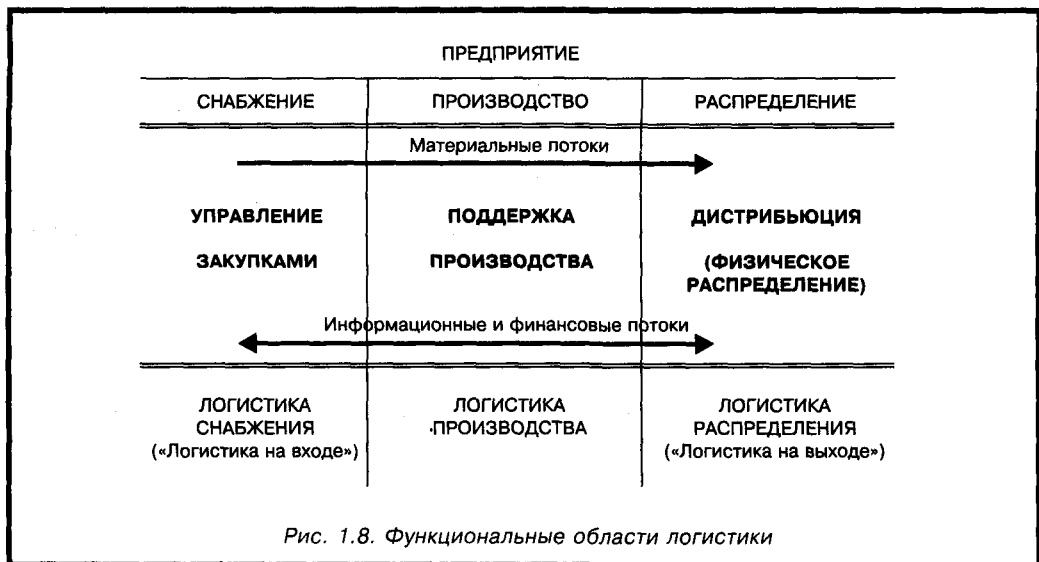 ПРЕДПРИЯТИЕ
СНАБЖЕНИЕ ПРОИЗВОДСТВО РАСПРЕДЕЛЕНИЕ
Материальные потоки
УПРАВЛЕНИЕ ПОДДЕРЖКА ДИСТРИБЬЮЦИЯ
ЗАКУПКАМИ ПРОИЗВОДСТВА (ФИЗИЧЕСКОЕ
РАСПРЕДЕЛЕНИЕ)
Информационные и финансовые потоки
ЛОГИСТИКА ЛОГИСТИКА ЛОГИСТИКА
СНАБЖЕНИЯ ПРОИЗВОДСТВА РАСПРЕДЕЛЕНИЯ
(«Логистика на входе») («Логистика на выходе»)
Рис. 1.8. Функциональные области логистики